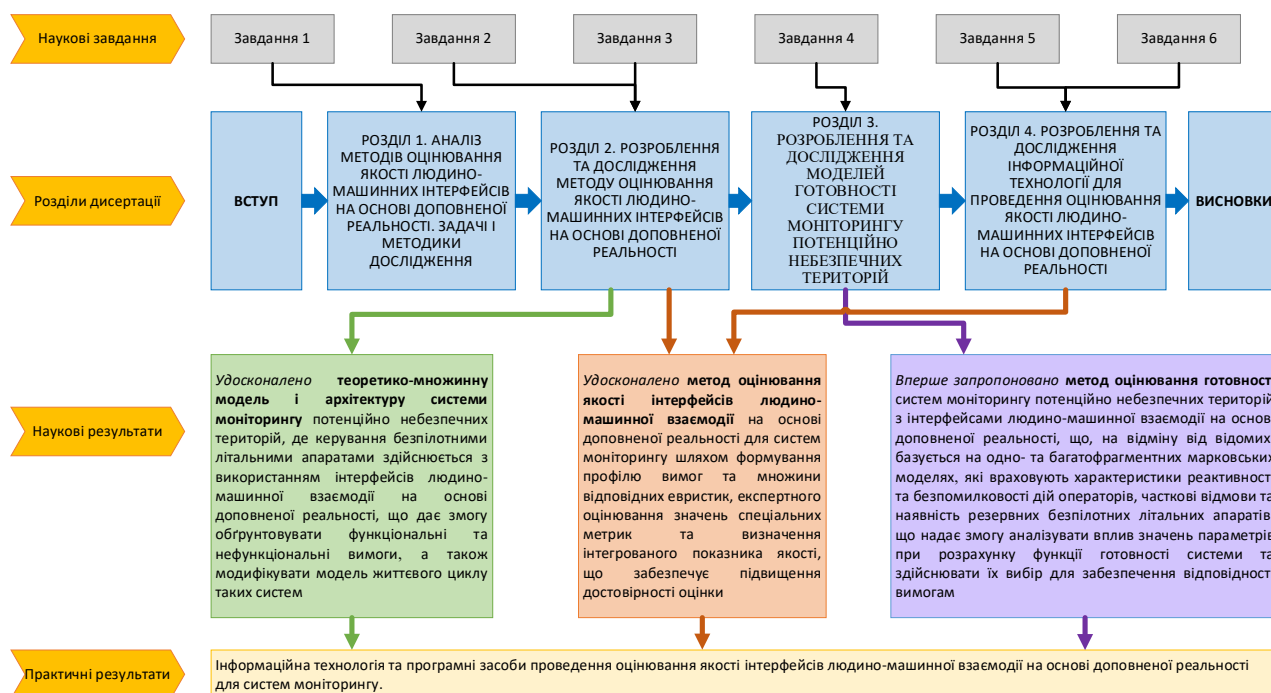 Наукові завдання
Завдання 1
Завдання 2
Завдання 3
Завдання 4
Завдання 5
Завдання 6
Розділи дисертації
ВСТУП
РОЗДІЛ 1. АНАЛІЗ
МЕТОДІВ ОЦІНЮВАННЯ
ЯКОСТІ ЛЮДИНО-
МАШИННИХ ІНТЕРФЕЙСІВ
НА ОСНОВІ ДОПОВНЕНОЇ
РЕАЛЬНОСТІ. ЗАДАЧІ І
МЕТОДИКИ
ДОСЛІДЖЕННЯ
РОЗДІЛ 2. РОЗРОБЛЕННЯ
ТА ДОСЛІДЖЕННЯ
МЕТОДУ ОЦІНЮВАННЯ
ЯКОСТІ ЛЮДИНО-
МАШИННИХ ІНТЕРФЕЙСІВ
НА ОСНОВІ ДОПОВНЕНОЇ
РЕАЛЬНОСТІ
РОЗДІЛ 3.
РОЗРОБЛЕННЯ ТА
ДОСЛІДЖЕННЯ
МОДЕЛЕЙ
ГОТОВНОСТІ
СИСТЕМИ
МОНІТОРИНГУ
ПОТЕНЦІЙНО
НЕБЕЗПЕЧНИХ
ТЕРИТОРІЙ
РОЗДІЛ 4. РОЗРОБЛЕННЯ ТА
ДОСЛІДЖЕННЯ
ІНФОРМАЦІЙНОЇ
ТЕХНОЛОГІЇ ДЛЯ
ПРОВЕДЕННЯ ОЦІНЮВАННЯ
ЯКОСТІ ЛЮДИНО-
МАШИННИХ ІНТЕРФЕЙСІВ
НА ОСНОВІ ДОПОВНЕНОЇ
РЕАЛЬНОСТІ
ВИСНОВКИ
Наукові результати
Удосконалено теоретико-множинну
модель і архітектуру системи
моніторингу потенційно небезпечних
територій, де керування безпілотними
літальними апаратами здійснюється з
використанням інтерфейсів людино-
машинної взаємодії на основі
доповненої реальності, що дає змогу
обґрунтовувати функціональні та
нефункціональні вимоги, а також
модифікувати модель життєвого циклу
таких систем
Удосконалено метод оцінювання
якості інтерфейсів людино-
машинної взаємодії на основі
доповненої реальності для систем
моніторингу шляхом формування
профілю вимог та множини
відповідних евристик, експертного
оцінювання значень спеціальних
метрик та визначення
інтегрованого показника якості,
що забезпечує підвищення
достовірності оцінки
Вперше запропоновано метод оцінювання готовност
систем моніторингу потенційно небезпечних територій
з інтерфейсами людино-машинної взаємодії на основ
доповненої реальності, що, на відміну від відомих
базується на одно- та багатофрагментних марковських
моделях, які враховують характеристики реактивност
та безпомилковості дій операторів, часткові відмови та
наявність резервних безпілотних літальних апаратів
що надає змогу аналізувати вплив значень параметрів
при розрахунку функції готовності системи та
здійснювати їх вибір для забезпечення відповідност
вимогам
Практичні результати
Інформаційна технологія та програмні засоби проведення оцінювання якості інтерфейсів людино-машинної взаємодії на основі доповненої реальності
для систем моніторингу.